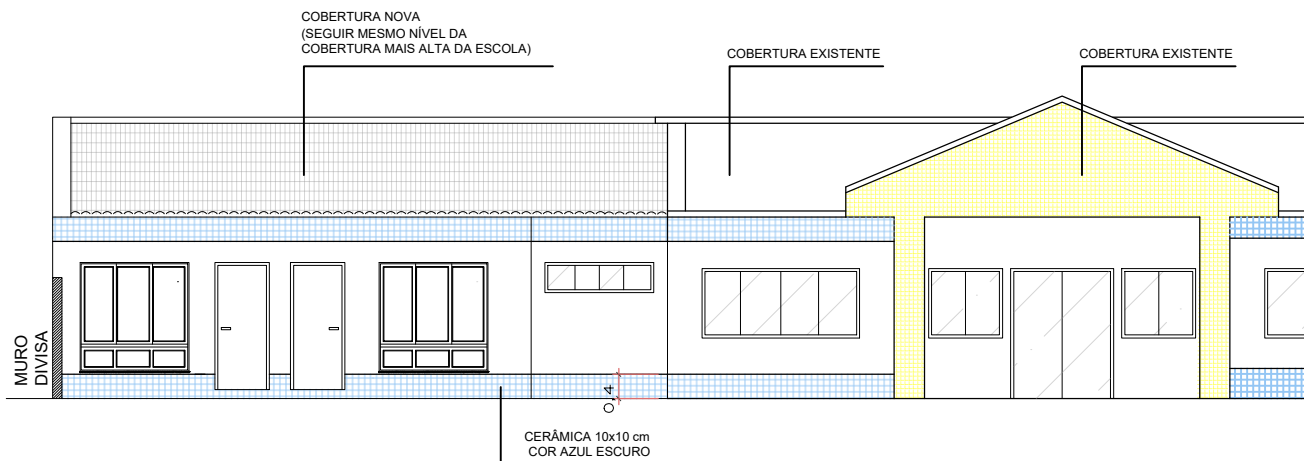 COBERTURA NOVA
(SEGUIR MESMO NÍVEL DA
COBERTURA MAIS ALTA DA ESCOLA)
COBERTURA EXISTENTE
COBERTURA EXISTENTE
MURO
DIVISA
0,4
CERÂMICA 10x10 cm
COR AZUL ESCURO